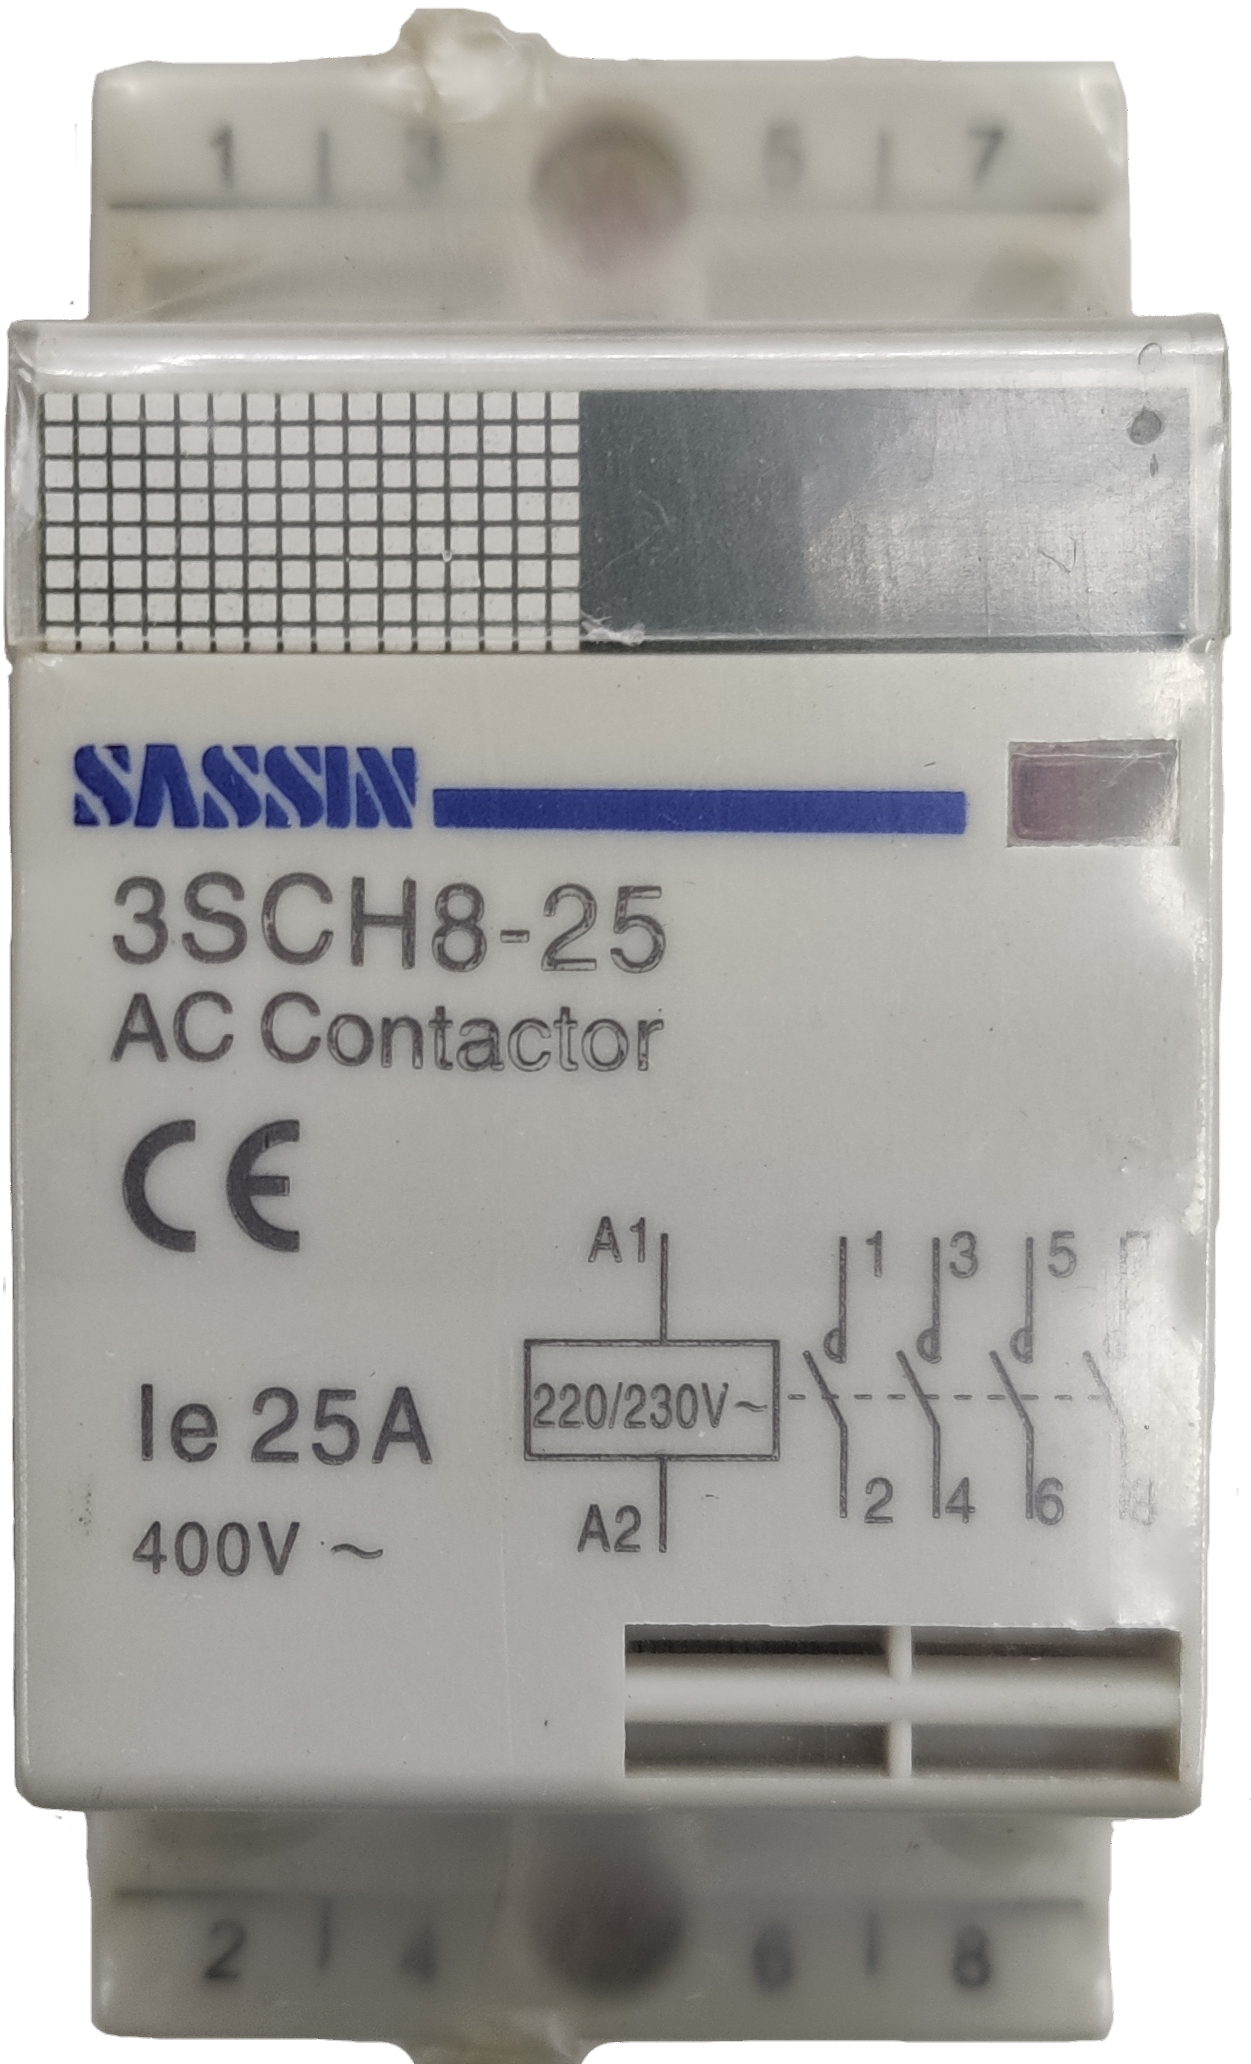 1 | 3 5 | 7
SASSIN
3SCH8-25
AC Contactor
CE
A1 1 3 5
Ie 25A
220/230V~
400V ~
A2 2 4 6 8
2 | 4 6 | 8